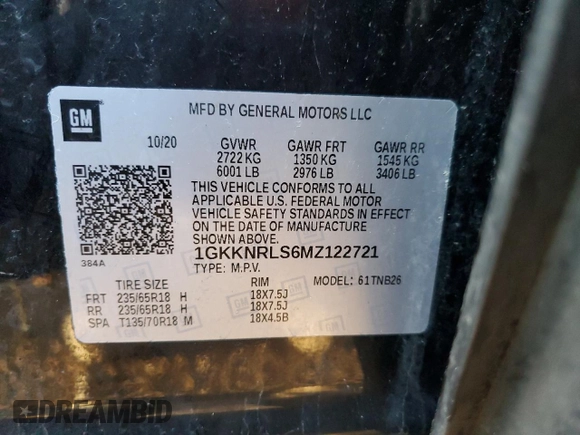 GM
MFD BY GENERAL MOTORS LLC
10/20
GVWR GAWR FRT GAWR RR
2722 KG 1350 KG 1545 KG
6001 LB 2976 LB 3406 LB
THIS VEHICLE CONFORMS TO ALL
APPLICABLE U.S. FEDERAL MOTOR
VEHICLE SAFETY STANDARDS IN EFFECT
ON THE DATE OF MANUFACTURE
SHOWN ABOVE.
384A
1GKKNRLS6MZ122721
TYPE: M.P.V. MODEL: 61TNB26
TIRE SIZE RIM
FRT 235/65R18 H 18X7.5J
RR 235/65R18 H 18X7.5J
SPA T135/70R18 M 18X4.5B
DREAMBID